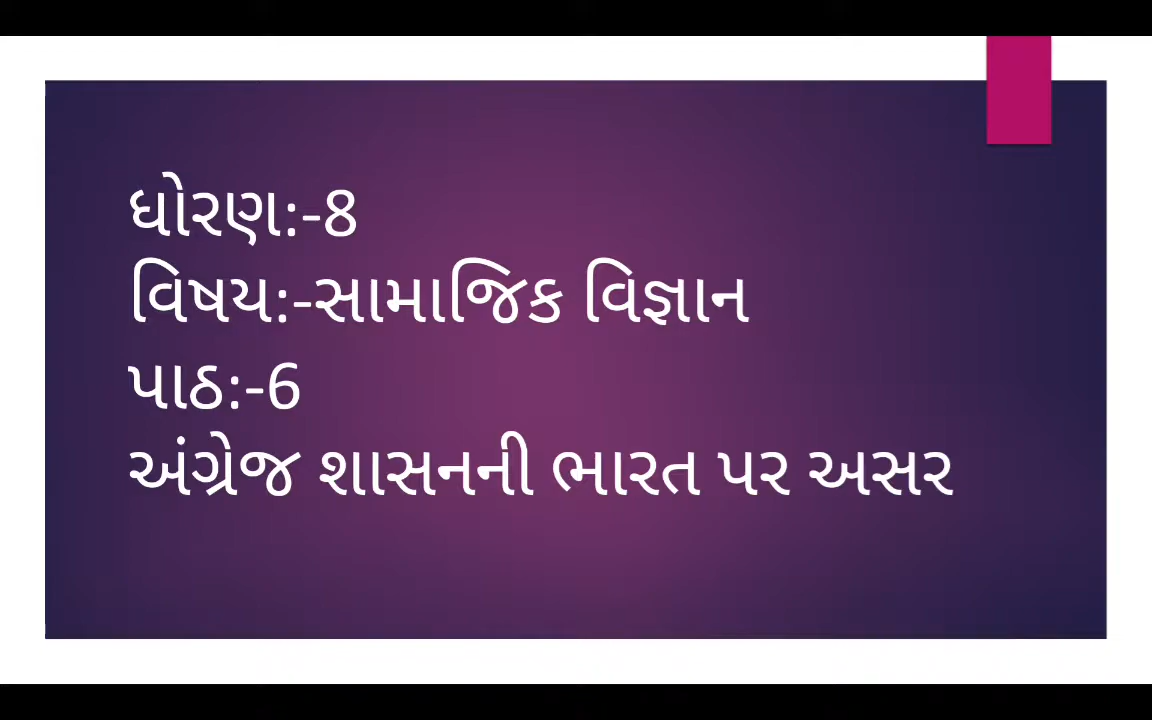 ધોરણ:-8
વિષય:-સામાજિક વિજ્ઞાન
પાઠ:-6
અંગ્રેજ શાસનની ભારત પર અસર